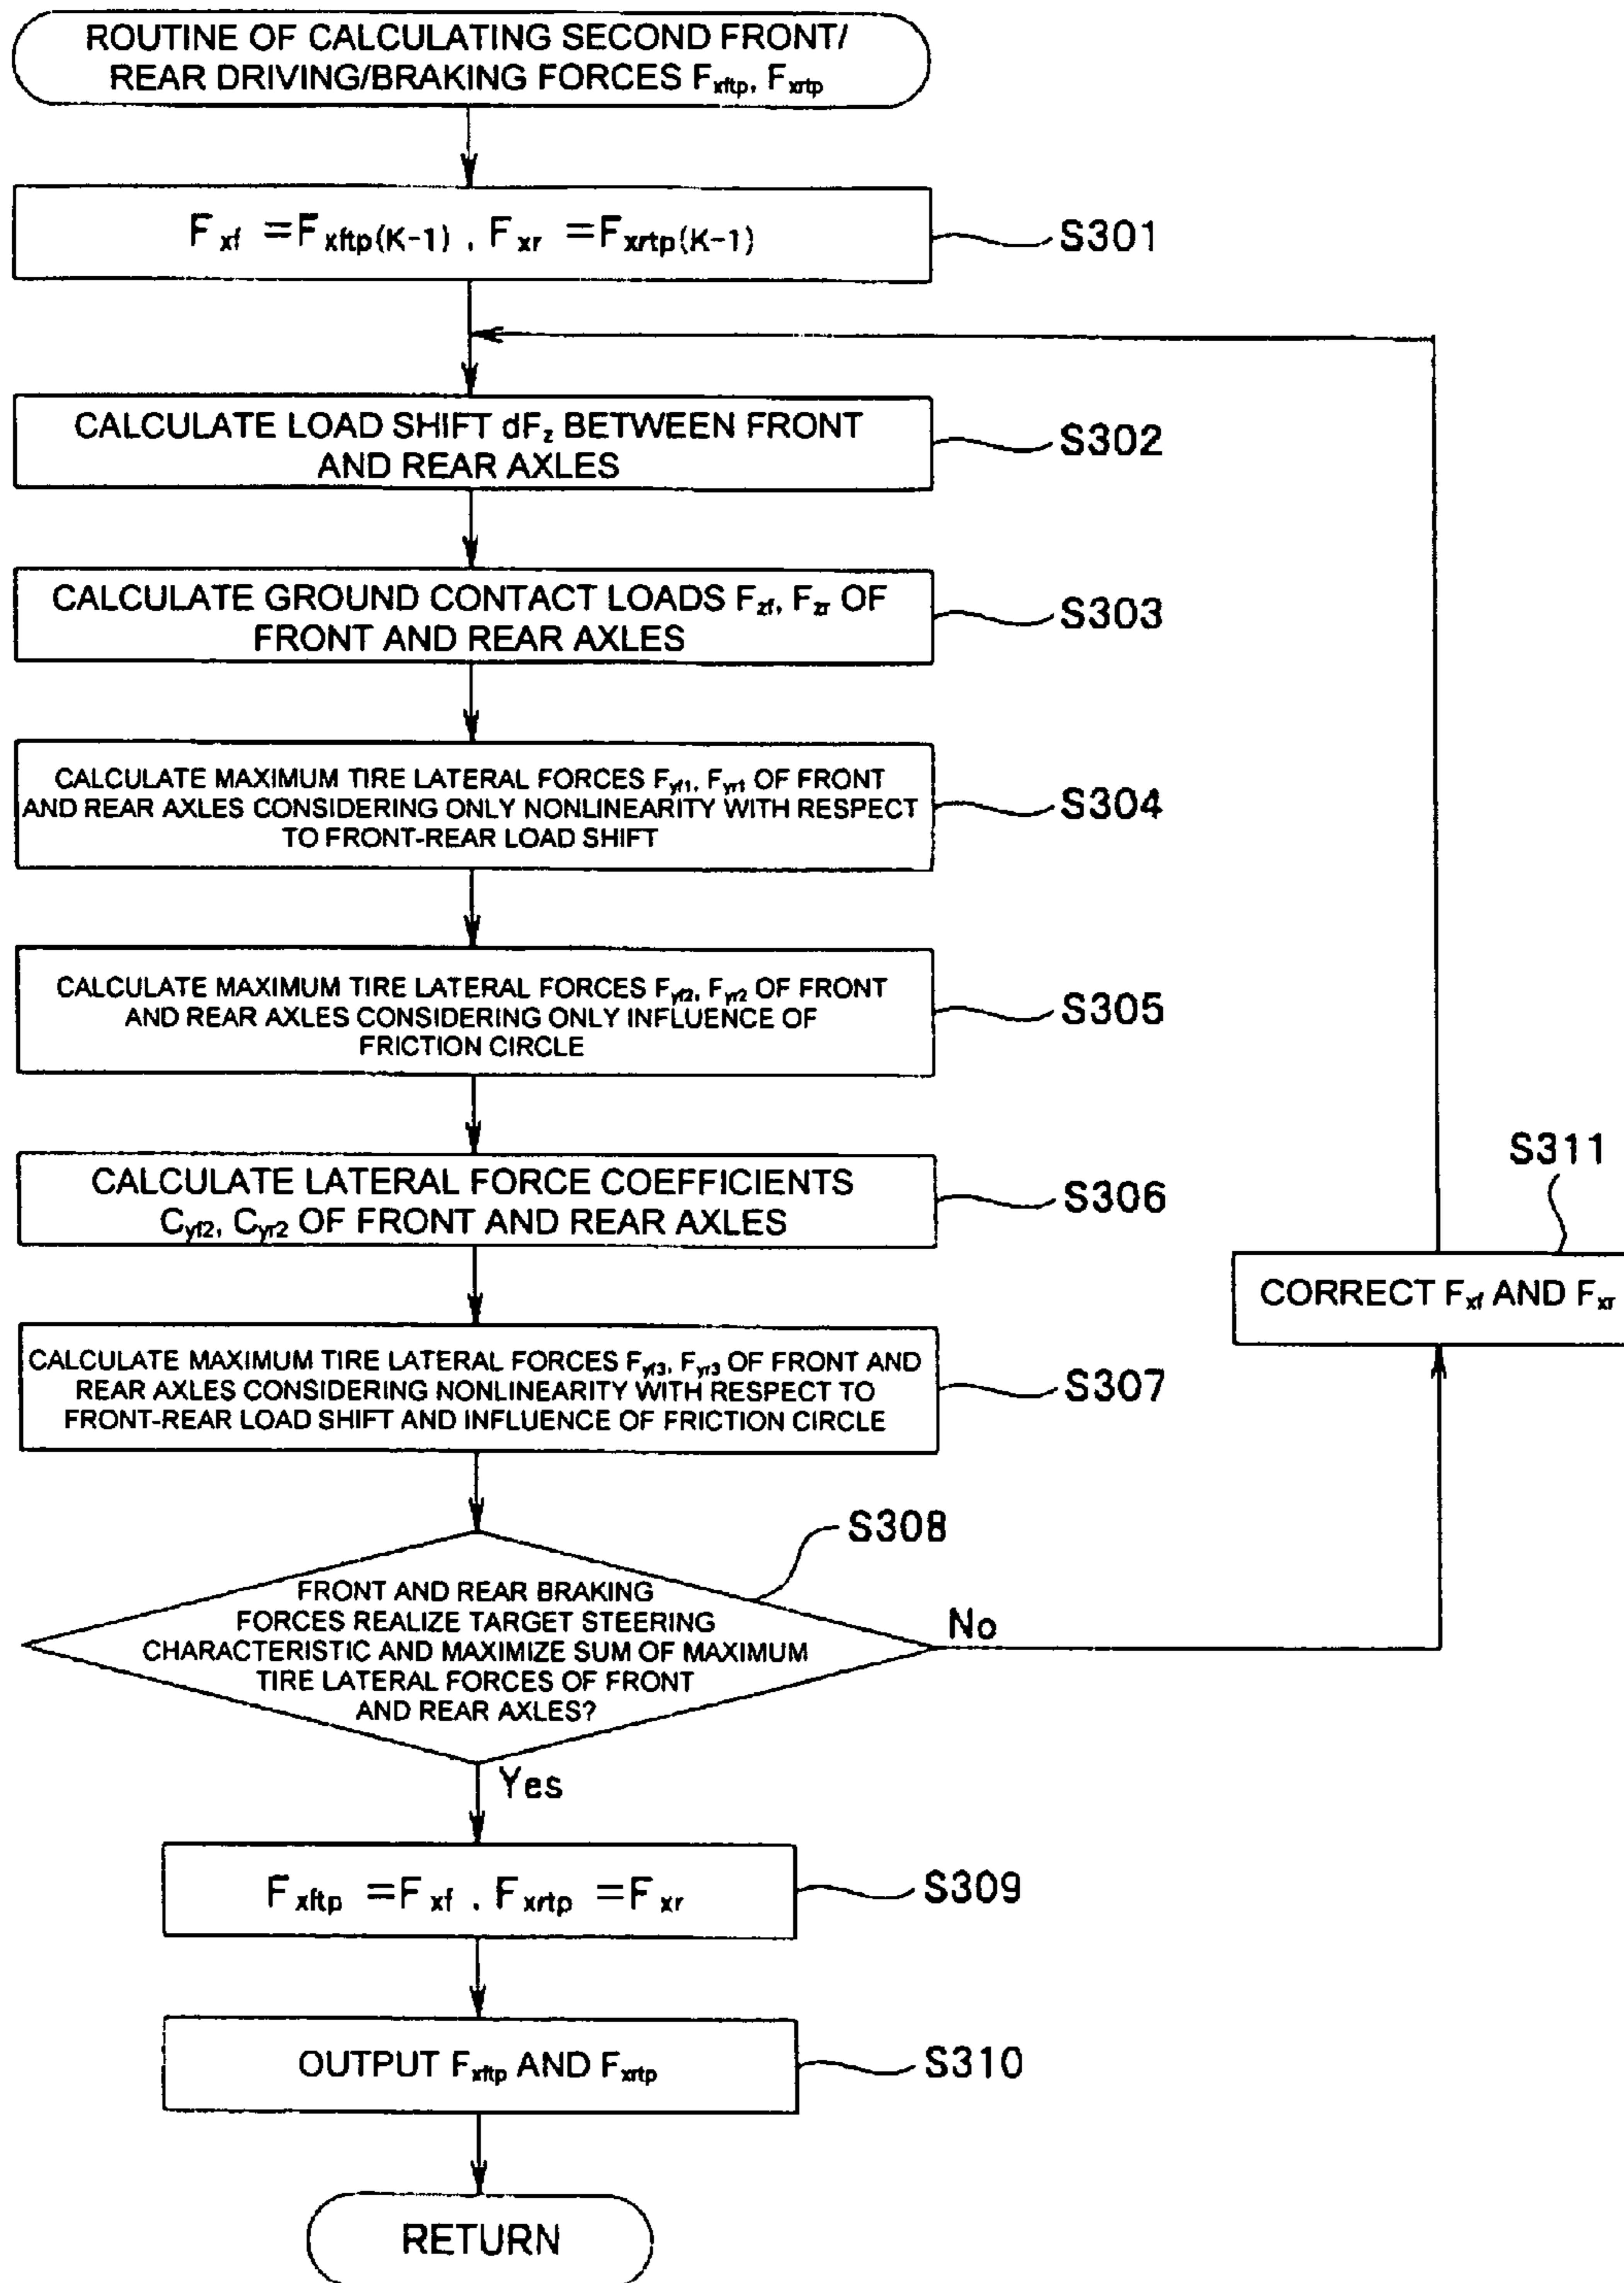 ROUTINE OF CALCULATING SECOND FRONT/
REAR DRIVING/BRAKING FORCES Fxftp, Fxrtp
Fxf =Fxftp(K-1), Fxr =Fxrtp(K-1)
S301
CALCULATE LOAD SHIFT dFz BETWEEN FRONT
AND REAR AXLES
S302
CALCULATE GROUND CONTACT LOADS Fzf, Fzr OF
FRONT AND REAR AXLES
S303
CALCULATE MAXIMUM TIRE LATERAL FORCES Fyf1, Fyr1 OF FRONT
AND REAR AXLES CONSIDERING ONLY NONLINEARITY WITH RESPECT
TO FRONT-REAR LOAD SHIFT
S304
CALCULATE MAXIMUM TIRE LATERAL FORCES Fyf2, Fyr2 OF FRONT
AND REAR AXLES CONSIDERING ONLY INFLUENCE OF
FRICTION CIRCLE
S305
CALCULATE LATERAL FORCE COEFFICIENTS
Cyf2, Cyr2 OF FRONT AND REAR AXLES
S306
S311
CORRECT Fxf AND Fxr
CALCULATE MAXIMUM TIRE LATERAL FORCES Fyf3, Fyr3 OF FRONT AND
REAR AXLES CONSIDERING NONLINEARITY WITH RESPECT TO
FRONT-REAR LOAD SHIFT AND INFLUENCE OF FRICTION CIRCLE
S307
S308
FRONT AND REAR BRAKING
FORCES REALIZE TARGET STEERING
CHARACTERISTIC AND MAXIMIZE SUM OF MAXIMUM
TIRE LATERAL FORCES OF FRONT
AND REAR AXLES?
No
Yes
Fxftp =Fxf, Fxrtp =Fxr
S309
OUTPUT Fxftp AND Fxrtp
S310
RETURN